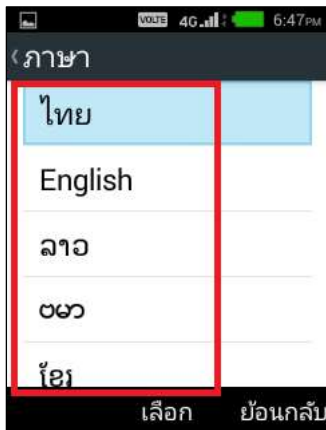 VOLTE 4G 6:47PM
ภาษา
ไทย
English
ລາວ
ဗမာ
ខ្មែរ
เลือก ย้อนกลับ